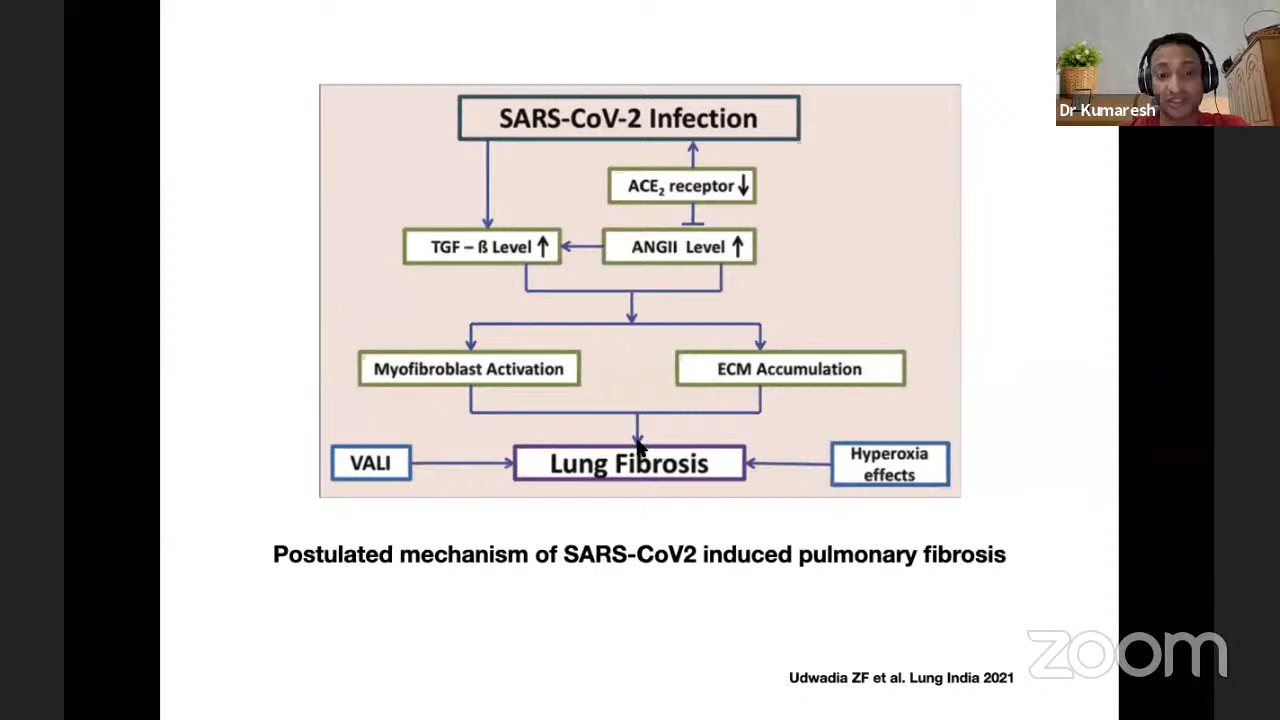 Dr Kumaresh
SARS-CoV-2 Infection
ACE₂ receptor ↓
TGF – ß Level ↑
ANGII Level ↑
Myofibroblast Activation
ECM Accumulation
VALI
Lung Fibrosis
Hyperoxia
effects
Postulated mechanism of SARS-CoV2 induced pulmonary fibrosis
zoom
Udwadia ZF et al. Lung India 2021